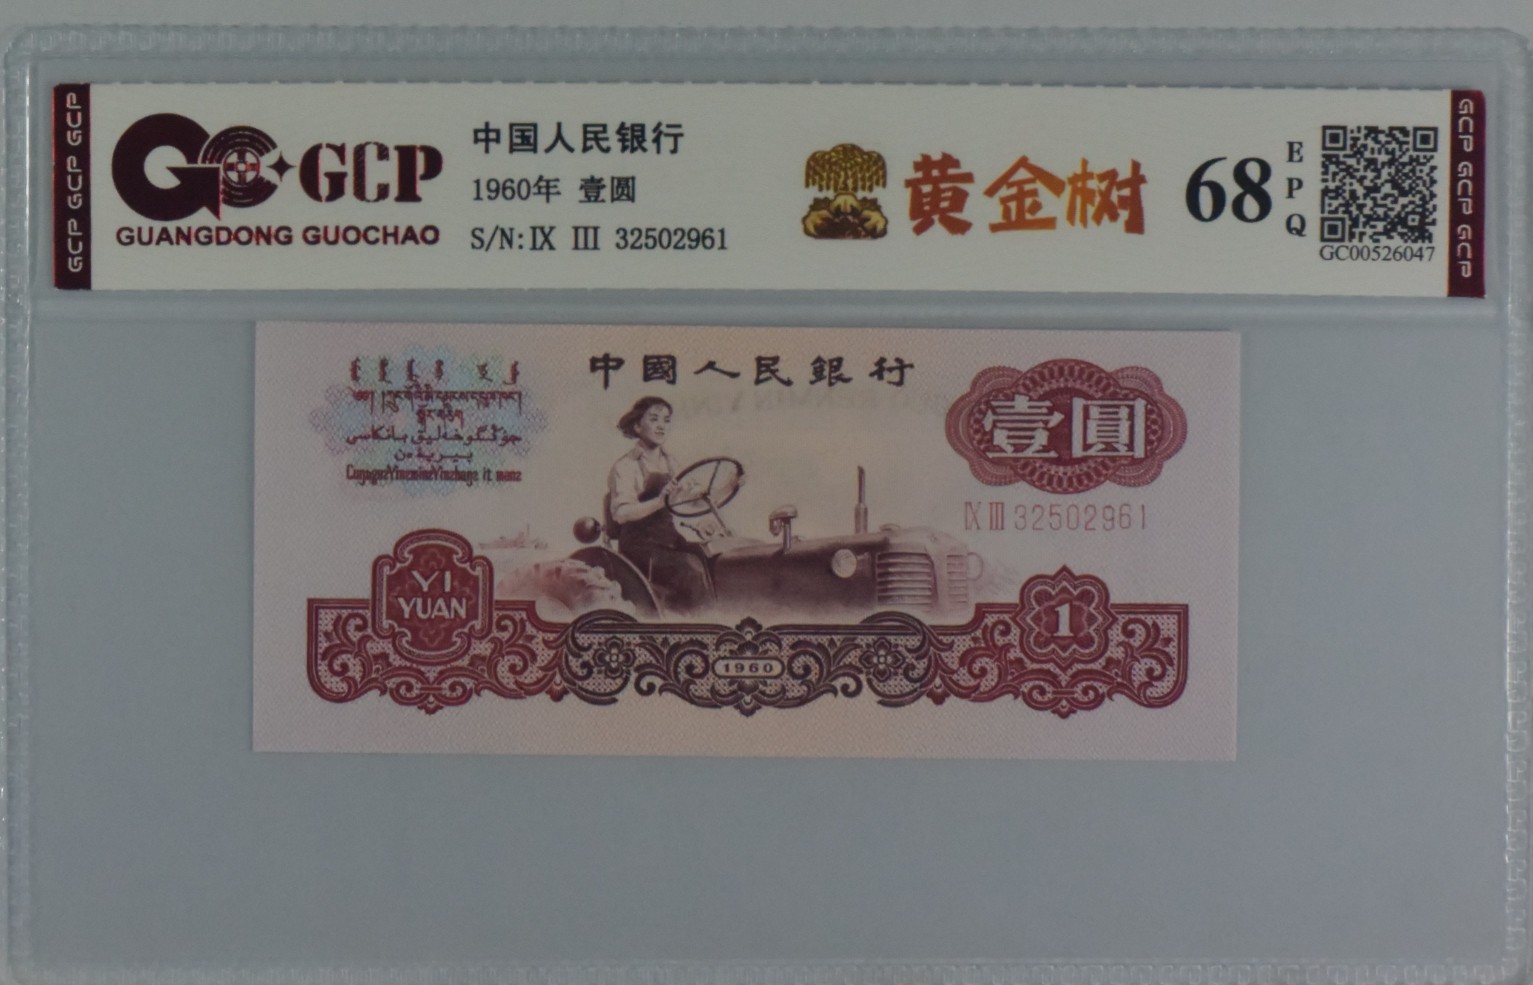 GCP GCP GCP
GCP
GUANGDONG GUOCHAO
中国人民银行
1960年 壹圆
S/N: IX III 32502961
黄金树
68
EPQ
GC00526047
GCP GCP GCP
中國人民銀行
壹圓
IX III 32502961
YI
YUAN
1960
1